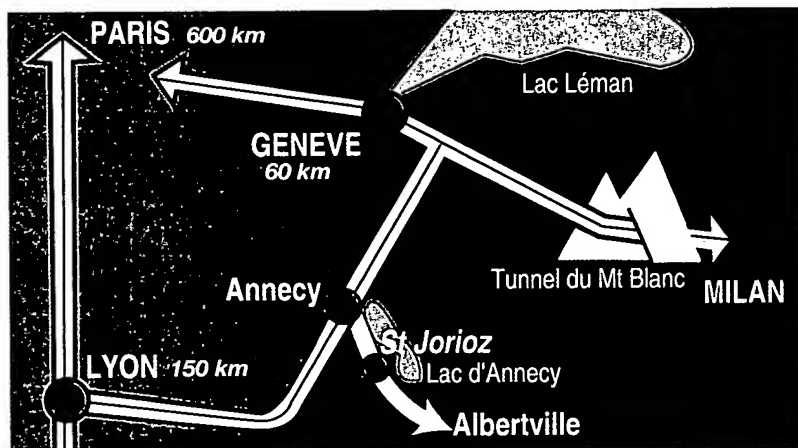 PARIS 600 km
Lac Léman
GENEVE
60 km
Tunnel du Mt Blanc
MILAN
Annecy
St Jorioz
LYON 150 km
Lac d'Annecy
Albertville